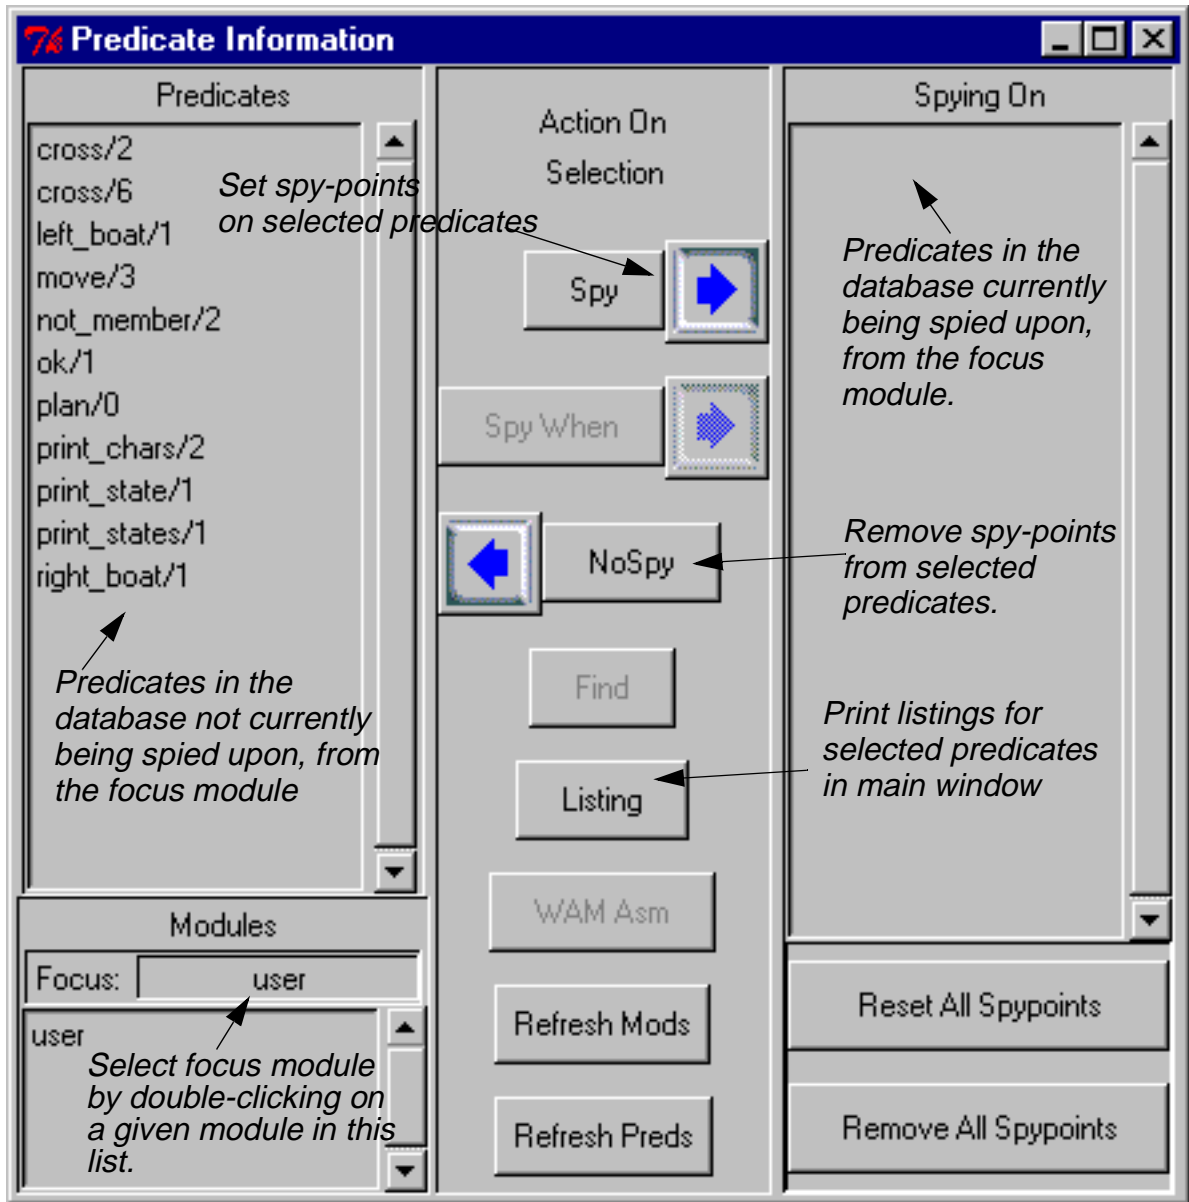 Predicate Information
Predicates
cross/2
cross/6
left_boat/1
move/3
not_member/2
ok/1
plan/0
print_chars/2
print_state/1
print_states/1
right_boat/1
Predicates in the
database not currently
being spied upon, from
the focus module
Modules
Focus:
user
user
Select focus module
by double-clicking on
a given module in this
list.
Action On
Selection
Set spy-points
on selected predicates
Spy
Spy When
NoSpy
Find
Listing
WAM Asm
Refresh Mods
Refresh Preds
Spying On
Predicates in the
database currently
being spied upon,
from the focus
module.
Remove spy-points
from selected
predicates.
Print listings for
selected predicates
in main window
Reset All Spypoints
Remove All Spypoints